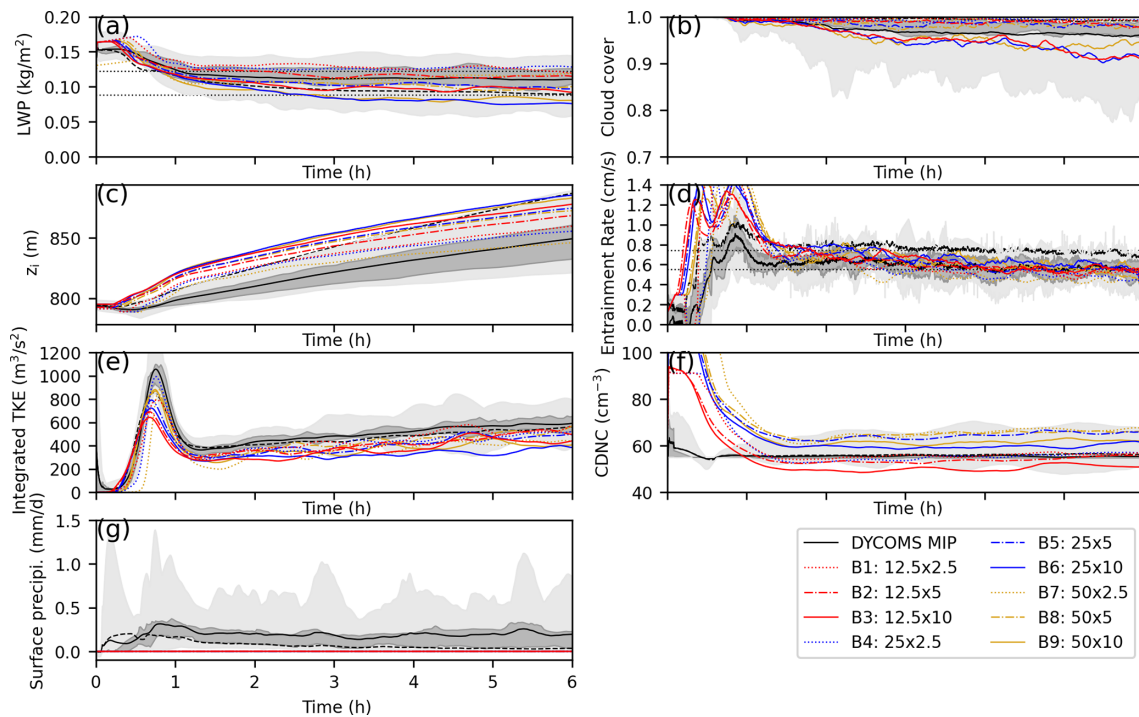 (a)
0.20
0.15
0.10
0.05
0.00
LWP (kg/m²)
Time (h)
(b)
1.0
0.9
0.8
0.7
Cloud cover
Time (h)
(c)
850
800
zᵢ (m)
Time (h)
(d)
1.4
1.2
1.0
0.8
0.6
0.4
0.2
0.0
Entrainment Rate (cm/s)
Time (h)
(e)
1200
1000
800
600
400
200
0
Integrated TKE (m³/s²)
Time (h)
(f)
100
80
60
40
CDNC (cm⁻³)
Time (h)
(g)
1.5
1.0
0.5
0.0
Surface precipi. (mm/d)
0 1 2 3 4 5 6
Time (h)
DYCOMS MIP
B1: 12.5x2.5
B2: 12.5x5
B3: 12.5x10
B4: 25x2.5
B5: 25x5
B6: 25x10
B7: 50x2.5
B8: 50x5
B9: 50x10